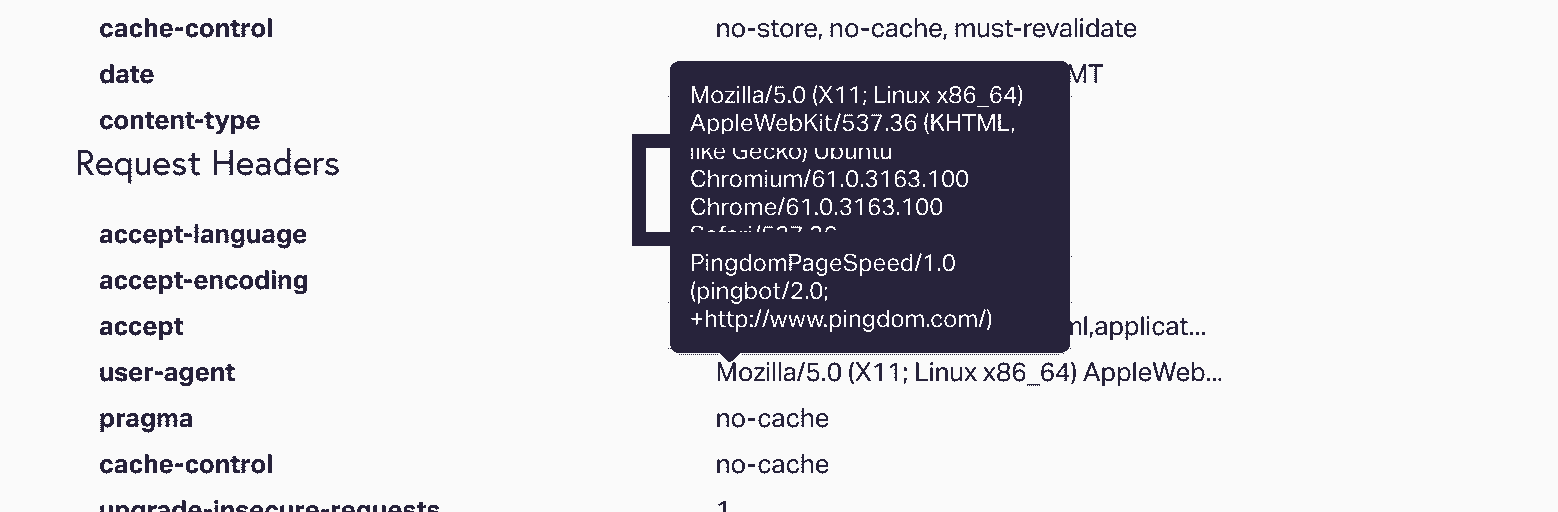 cache-control no-store, no-cache, must-revalidate
date MT
content-type
Request Headers
Mozilla/5.0 (X11; Linux x86_64)
AppleWebKit/537.36 (KHTML,
like Gecko) Ubuntu
Chromium/61.0.3163.100
Chrome/61.0.3163.100
Safari/537.36
PingdomPageSpeed/1.0
(pingbot/2.0;
+http://www.pingdom.com/)
accept-language
accept-encoding
accept ml,applicat...
user-agent Mozilla/5.0 (X11; Linux x86_64) AppleWeb...
pragma no-cache
cache-control no-cache
upgrade-insecure-requests 1